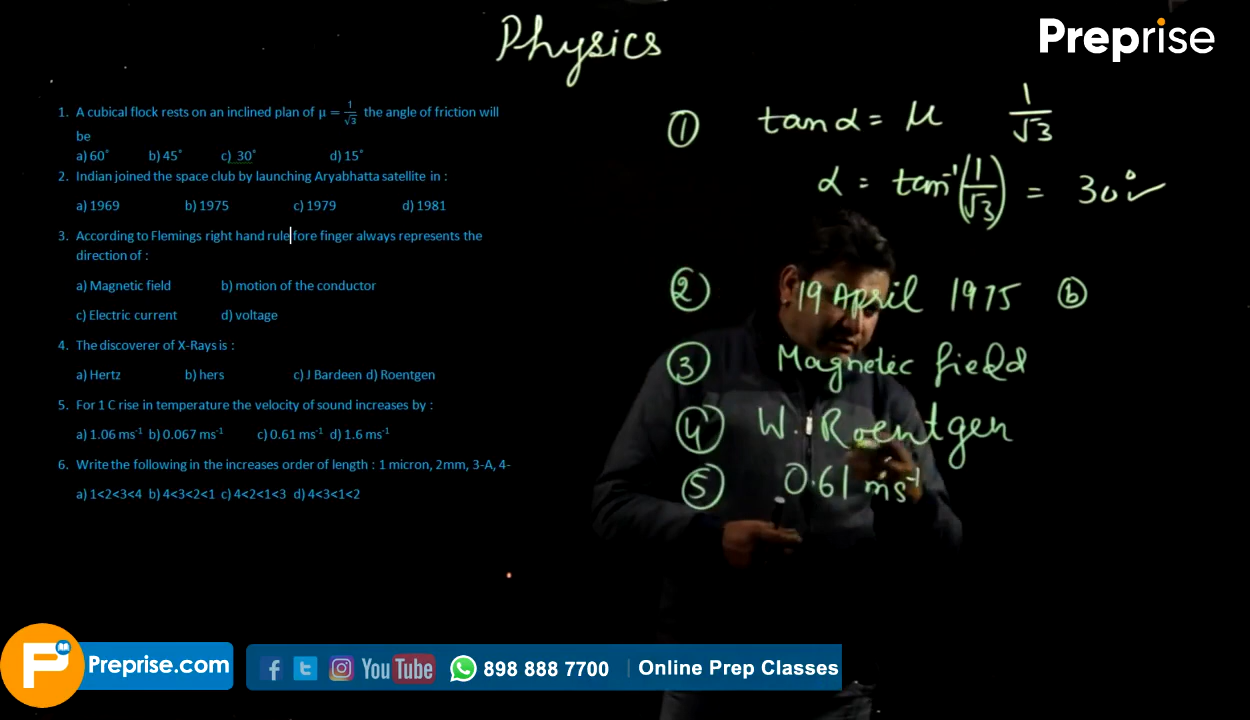 Physics
Preprise
1. A cubical flock rests on an inclined plan of μ = 1/√3 the angle of friction will
be
a) 60° b) 45° c) 30° d) 15°
2. Indian joined the space club by launching Aryabhatta satellite in :
a) 1969 b) 1975 c) 1979 d) 1981
3. According to Flemings right hand rule fore finger always represents the
direction of :
a) Magnetic field b) motion of the conductor
c) Electric current d) voltage
4. The discoverer of X-Rays is :
a) Hertz b) hers c) J Bardeen d) Roentgen
5. For 1 C rise in temperature the velocity of sound increases by :
a) 1.06 ms⁻¹ b) 0.067 ms⁻¹ c) 0.61 ms⁻¹ d) 1.6 ms⁻¹
6. Write the following in the increases order of length : 1 micron, 2mm, 3-A, 4-
a) 1<2<3<4 b) 4<3<2<1 c) 4<2<1<3 d) 4<3<1<2
① tan α = μ 1/√3
α = tan⁻¹(1/√3) = 30°
② 19 April 1975 ⓑ
③ Magnetic field
④ W. Roentgen
⑤ 0.61 ms⁻¹
Preprise.com
YouTube 898 888 7700 | Online Prep Classes